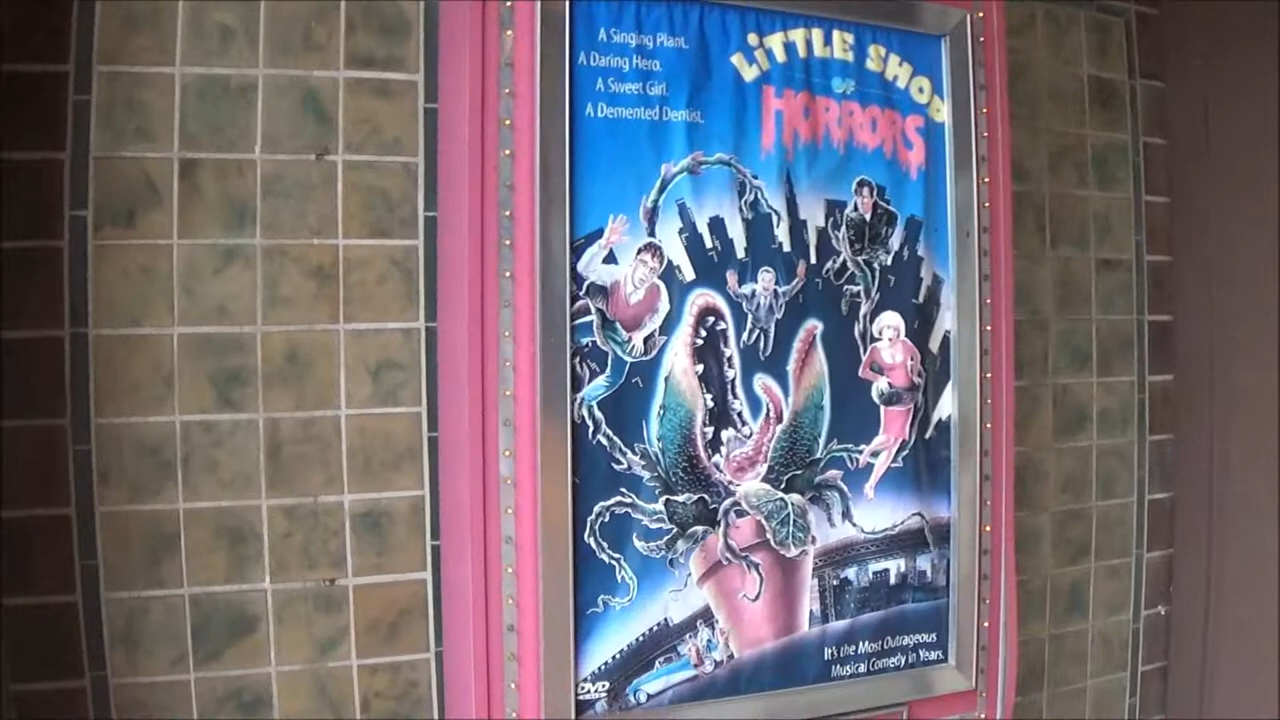 A Singing Plant.
A Daring Hero.
A Sweet Girl.
A Demented Dentist.
LiTTLE SHOP
OF
HORRORS
It's the Most Outrageous
Musical Comedy in Years.
DVD